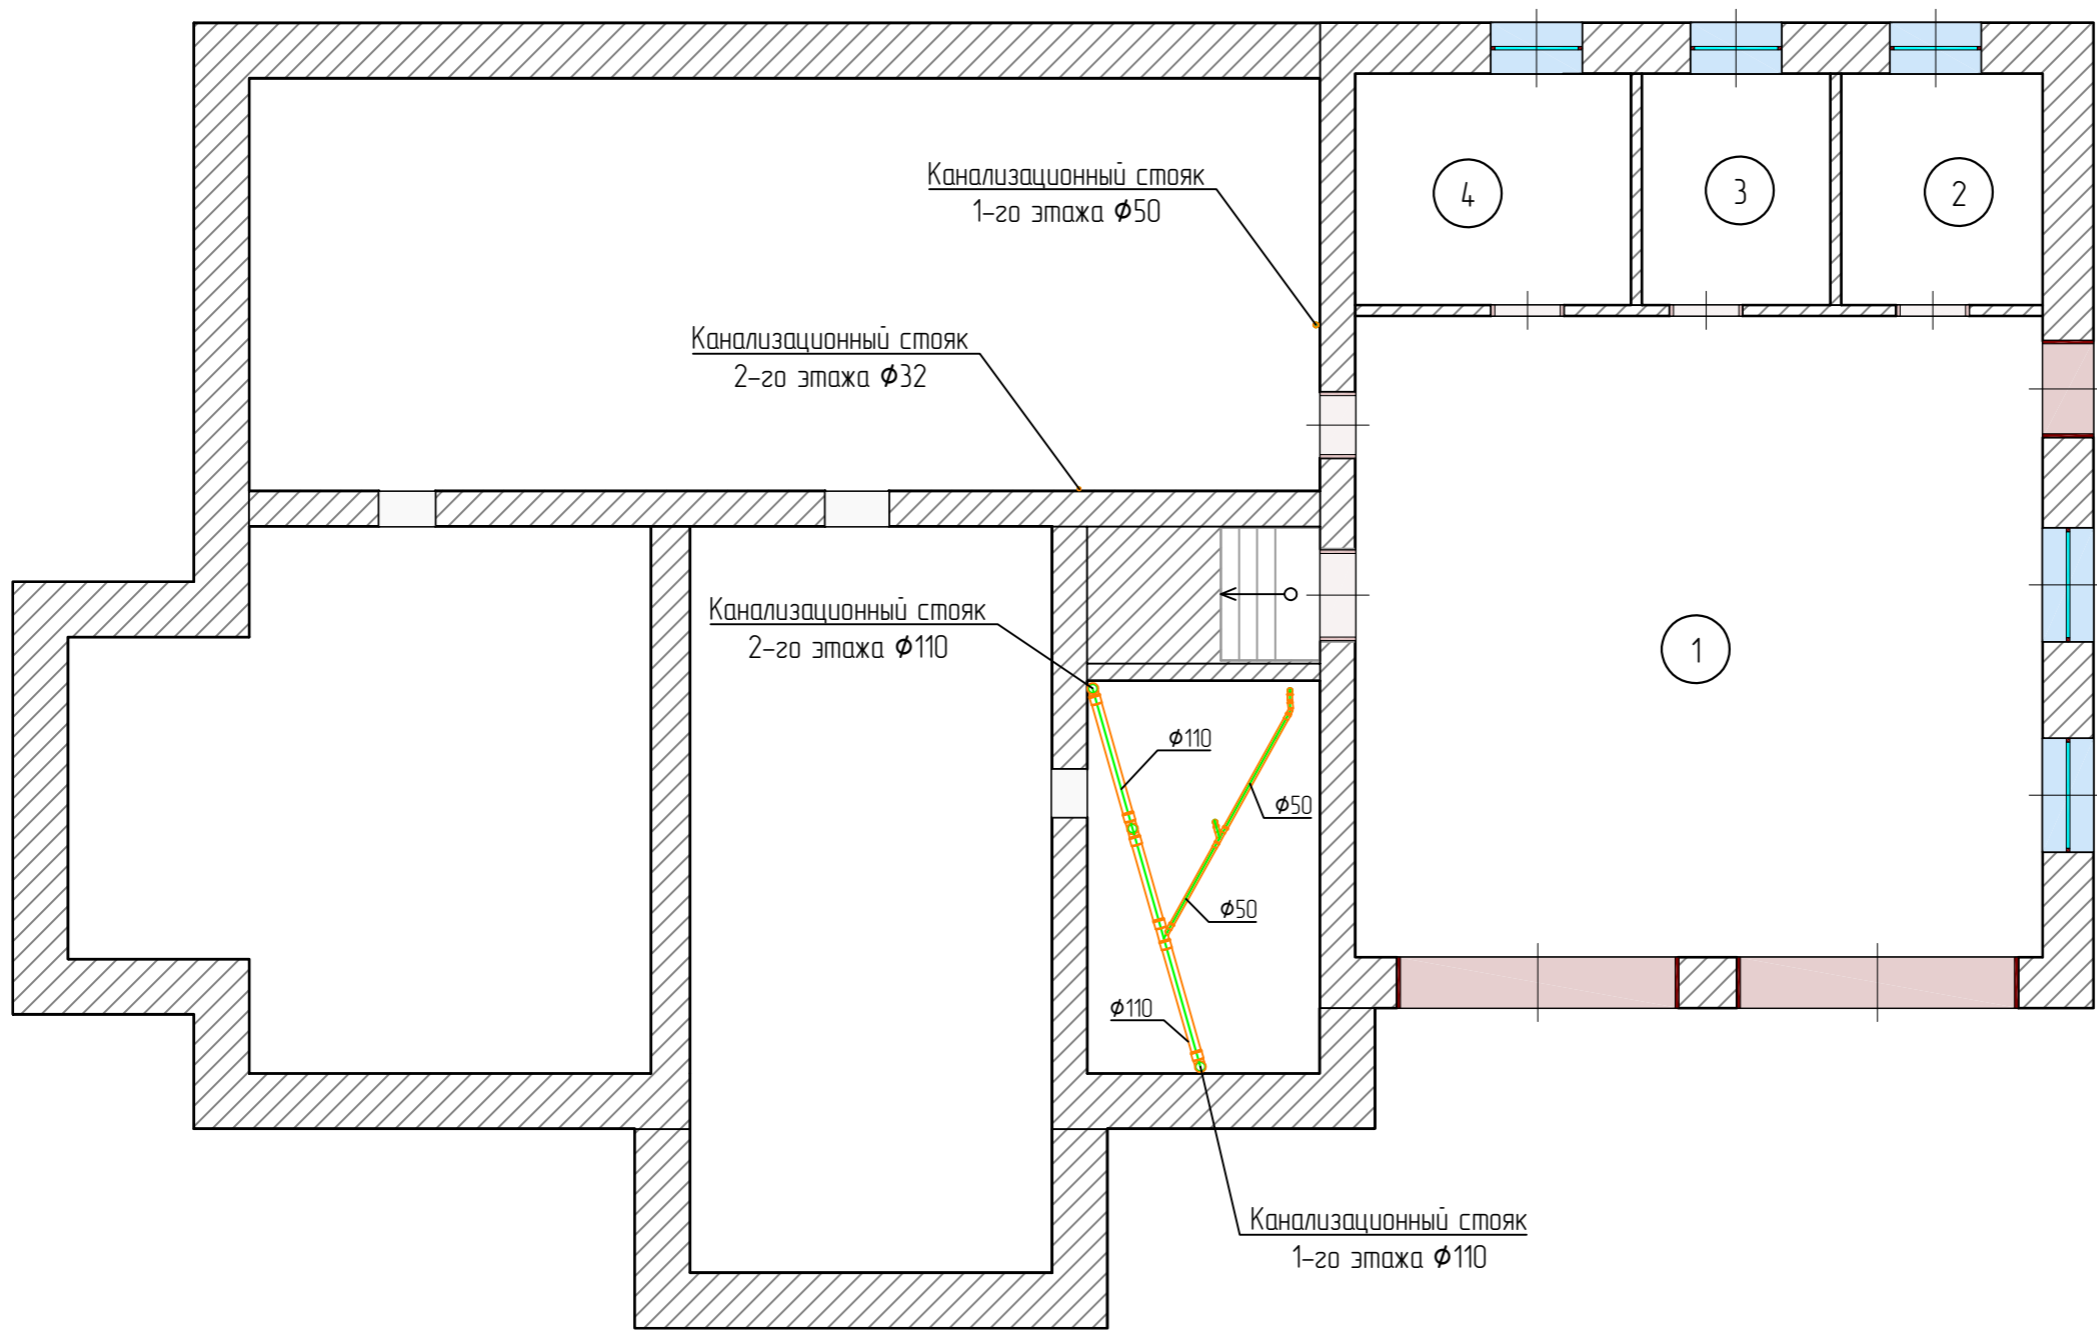 Канализационный стояк
1-го этажа Ф50
4
3
2
Канализационный стояк
2-го этажа Ф32
Канализационный стояк
2-го этажа Ф110
1
Ф110
Ф50
Ф50
Ф110
Канализационный стояк
1-го этажа Ф110